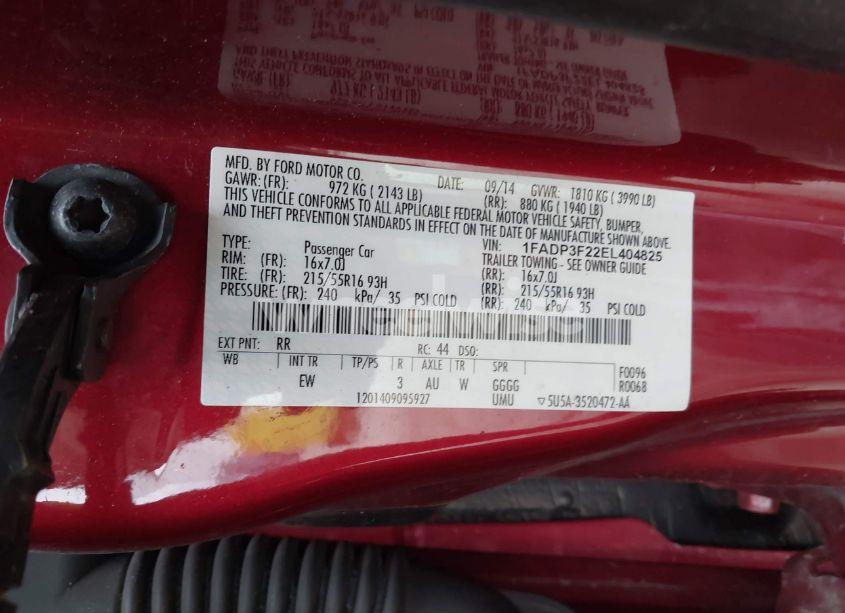 MFD. BY FORD MOTOR CO. DATE: 09/14 GVWR: 1810 KG ( 3990 LB)
GAWR: (FR): 972 KG ( 2143 LB) (RR): 880 KG ( 1940 LB)
THIS VEHICLE CONFORMS TO ALL APPLICABLE FEDERAL MOTOR VEHICLE SAFETY, BUMPER,
AND THEFT PREVENTION STANDARDS IN EFFECT ON THE DATE OF MANUFACTURE SHOWN ABOVE.
VIN: 1FADP3F22EL404825
TYPE: Passenger Car TRAILER TOWING - SEE OWNER GUIDE
RIM: (FR): 16x7.0J (RR): 16x7.0J
TIRE: (FR): 215/55R16 93H (RR): 215/55R16 93H
PRESSURE: (FR): 240 kPa/ 35 PSI COLD (RR): 240 kPa/ 35 PSI COLD
EXT PNT: RR RC: 44 DSO:
WB INT TR TP/PS R AXLE TR SPR F0096
EW 3 AU W GGGG R0068
1201409095927 UMU ▽5U5A-3520472-AA